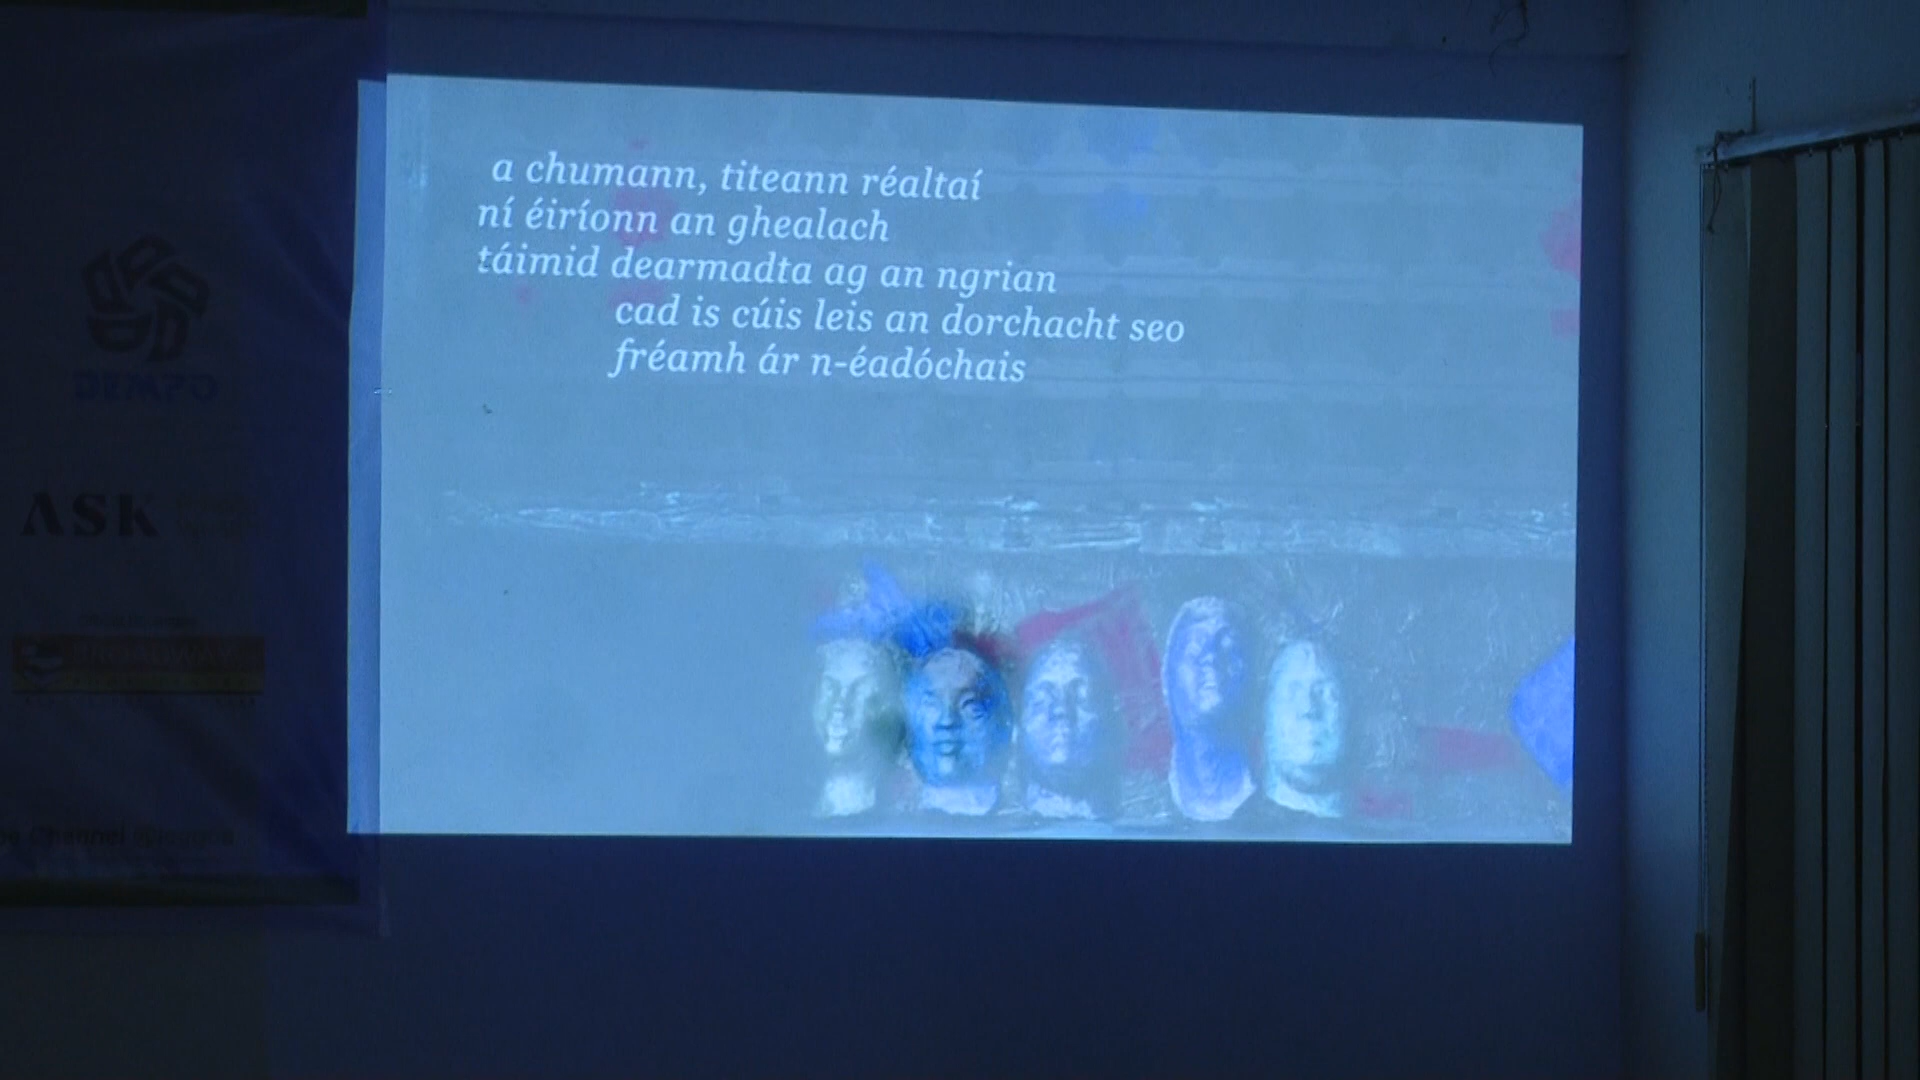 a chumann, titeann réaltaí
ní éiríonn an ghealach
táimid dearmadta ag an ngrian
cad is cúis leis an dorchacht seo
fréamh ár n-éadóchais
DEMPO
ASK